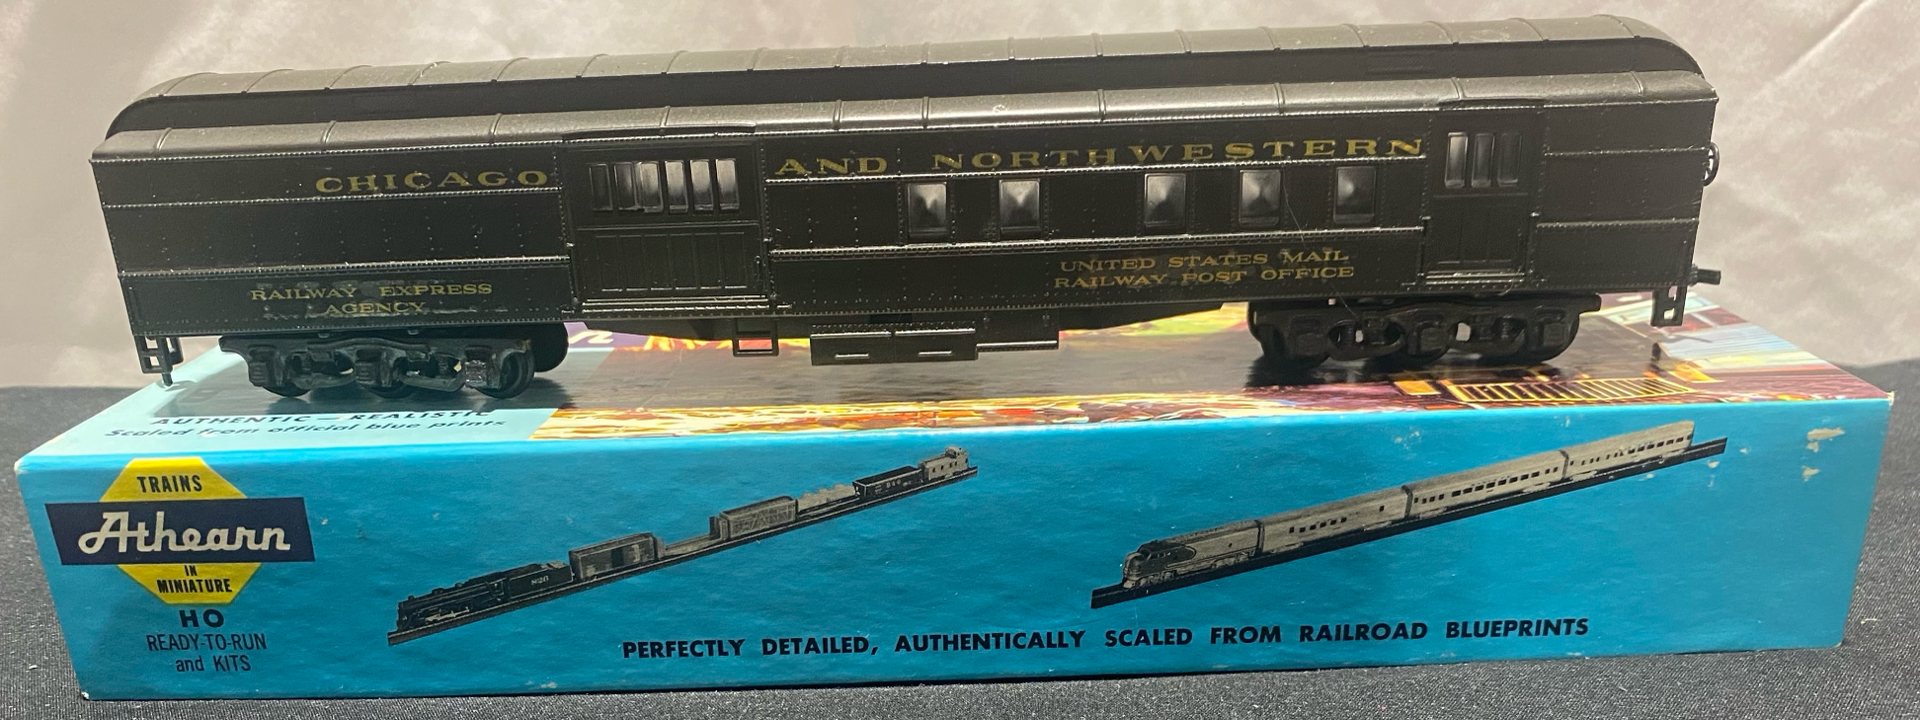 CHICAGO AND NORTHWESTERN
RAILWAY EXPRESS
AGENCY
UNITED STATES MAIL
RAILWAY POST OFFICE
AUTHENTIC — REALISTIC
Scaled from official blue prints
TRAINS
Athearn
IN
MINIATURE
HO
READY-TO-RUN
and KITS
820
PERFECTLY DETAILED, AUTHENTICALLY SCALED FROM RAILROAD BLUEPRINTS